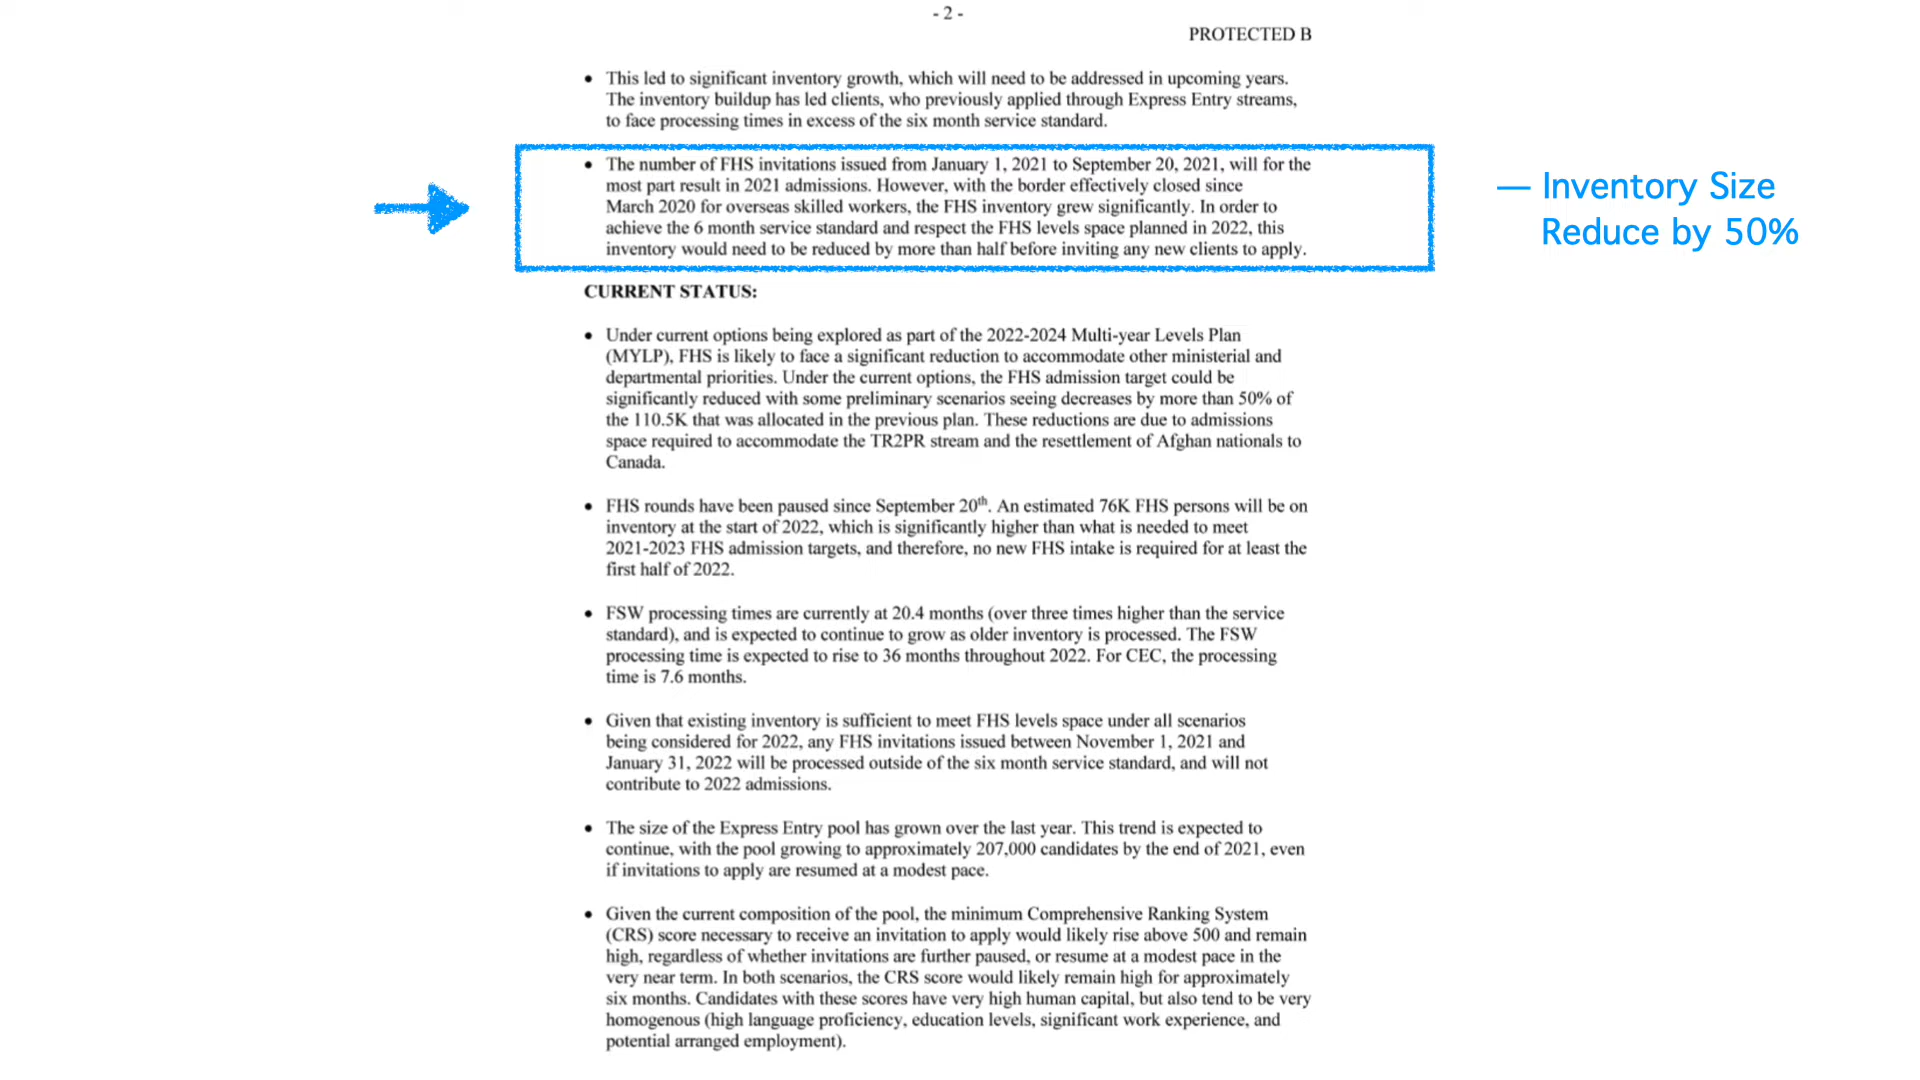 - 2 -
PROTECTED B
• This led to significant inventory growth, which will need to be addressed in upcoming years.
The inventory buildup has led clients, who previously applied through Express Entry streams,
to face processing times in excess of the six month service standard.
• The number of FHS invitations issued from January 1, 2021 to September 20, 2021, will for the
most part result in 2021 admissions. However, with the border effectively closed since
March 2020 for overseas skilled workers, the FHS inventory grew significantly. In order to
achieve the 6 month service standard and respect the FHS levels space planned in 2022, this
inventory would need to be reduced by more than half before inviting any new clients to apply.
— Inventory Size
Reduce by 50%
CURRENT STATUS:
• Under current options being explored as part of the 2022-2024 Multi-year Levels Plan
(MYLP), FHS is likely to face a significant reduction to accommodate other ministerial and
departmental priorities. Under the current options, the FHS admission target could be
significantly reduced with some preliminary scenarios seeing decreases by more than 50% of
the 110.5K that was allocated in the previous plan. These reductions are due to admissions
space required to accommodate the TR2PR stream and the resettlement of Afghan nationals to
Canada.
• FHS rounds have been paused since September 20th. An estimated 76K FHS persons will be on
inventory at the start of 2022, which is significantly higher than what is needed to meet
2021-2023 FHS admission targets, and therefore, no new FHS intake is required for at least the
first half of 2022.
• FSW processing times are currently at 20.4 months (over three times higher than the service
standard), and is expected to continue to grow as older inventory is processed. The FSW
processing time is expected to rise to 36 months throughout 2022. For CEC, the processing
time is 7.6 months.
• Given that existing inventory is sufficient to meet FHS levels space under all scenarios
being considered for 2022, any FHS invitations issued between November 1, 2021 and
January 31, 2022 will be processed outside of the six month service standard, and will not
contribute to 2022 admissions.
• The size of the Express Entry pool has grown over the last year. This trend is expected to
continue, with the pool growing to approximately 207,000 candidates by the end of 2021, even
if invitations to apply are resumed at a modest pace.
• Given the current composition of the pool, the minimum Comprehensive Ranking System
(CRS) score necessary to receive an invitation to apply would likely rise above 500 and remain
high, regardless of whether invitations are further paused, or resume at a modest pace in the
very near term. In both scenarios, the CRS score would likely remain high for approximately
six months. Candidates with these scores have very high human capital, but also tend to be very
homogenous (high language proficiency, education levels, significant work experience, and
potential arranged employment).